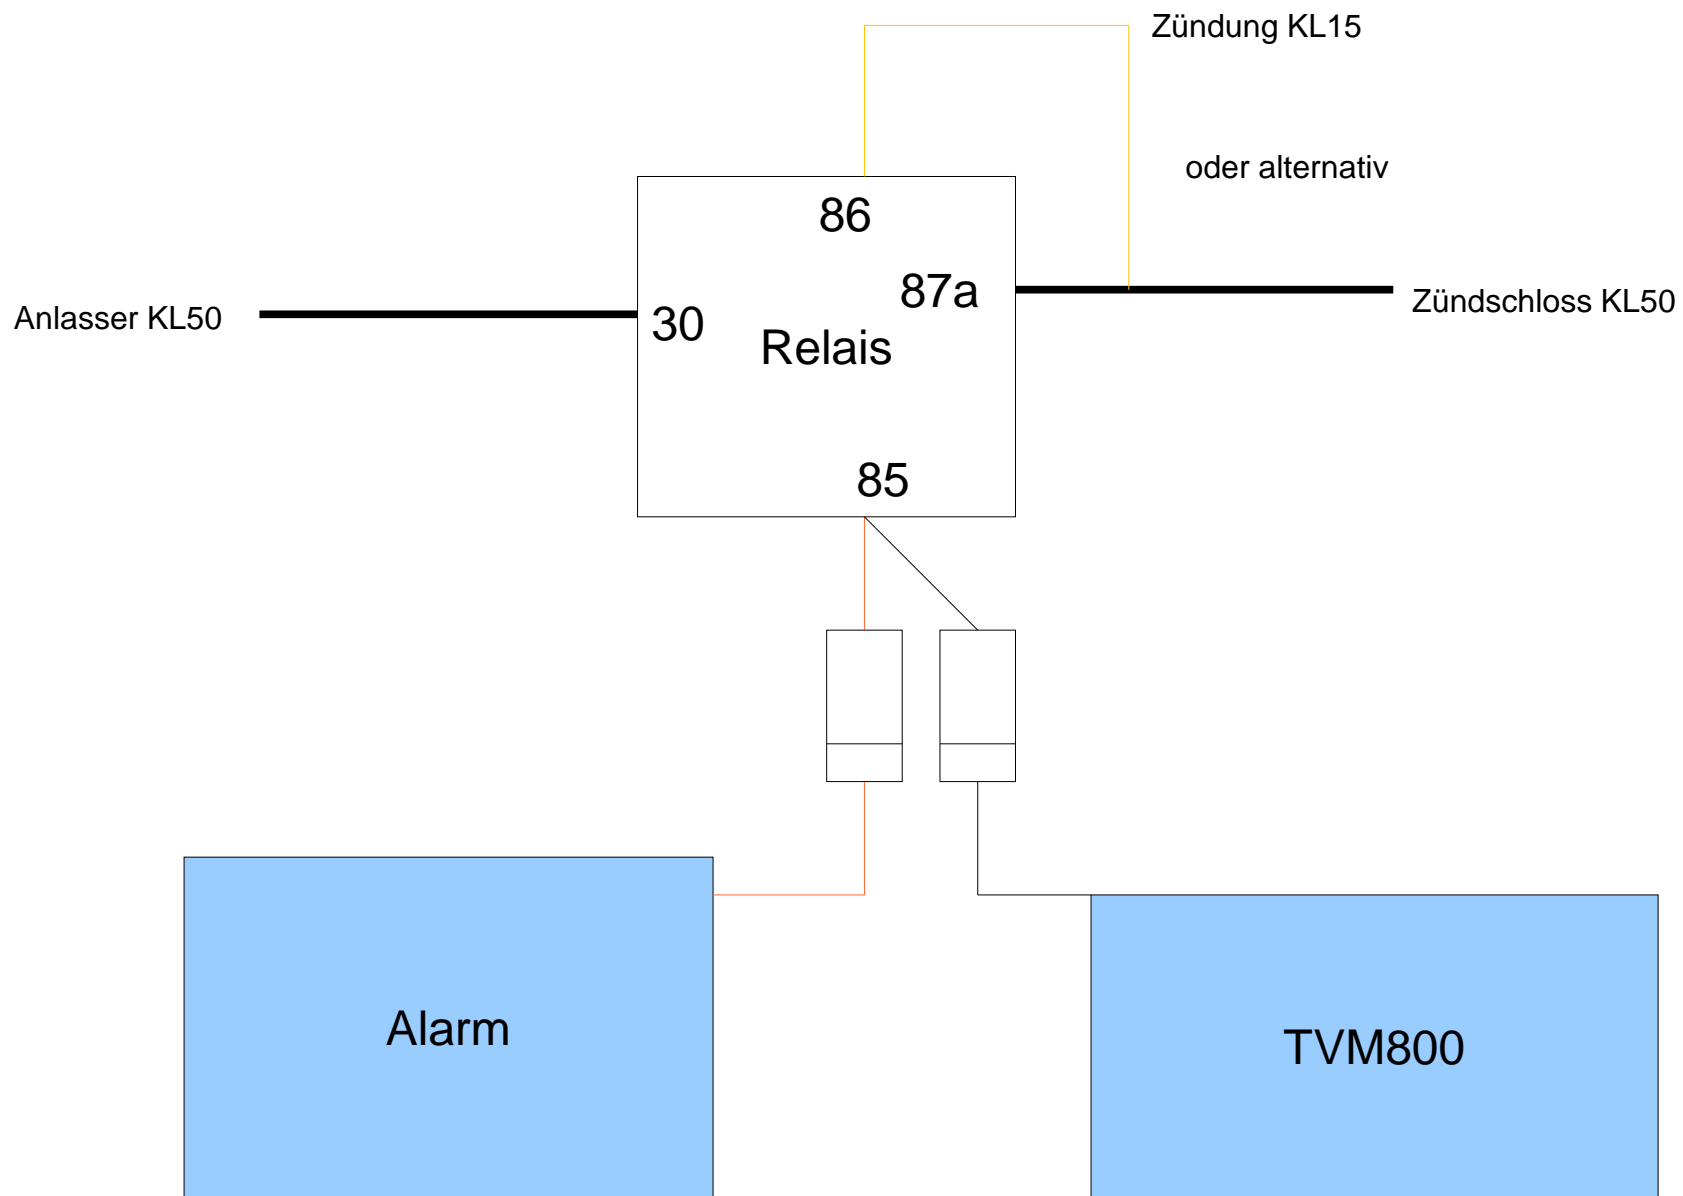 Zündung KL15
oder alternativ
86
87a
Zündschloss KL50
Anlasser KL50
30
Relais
85
Alarm
TVM800